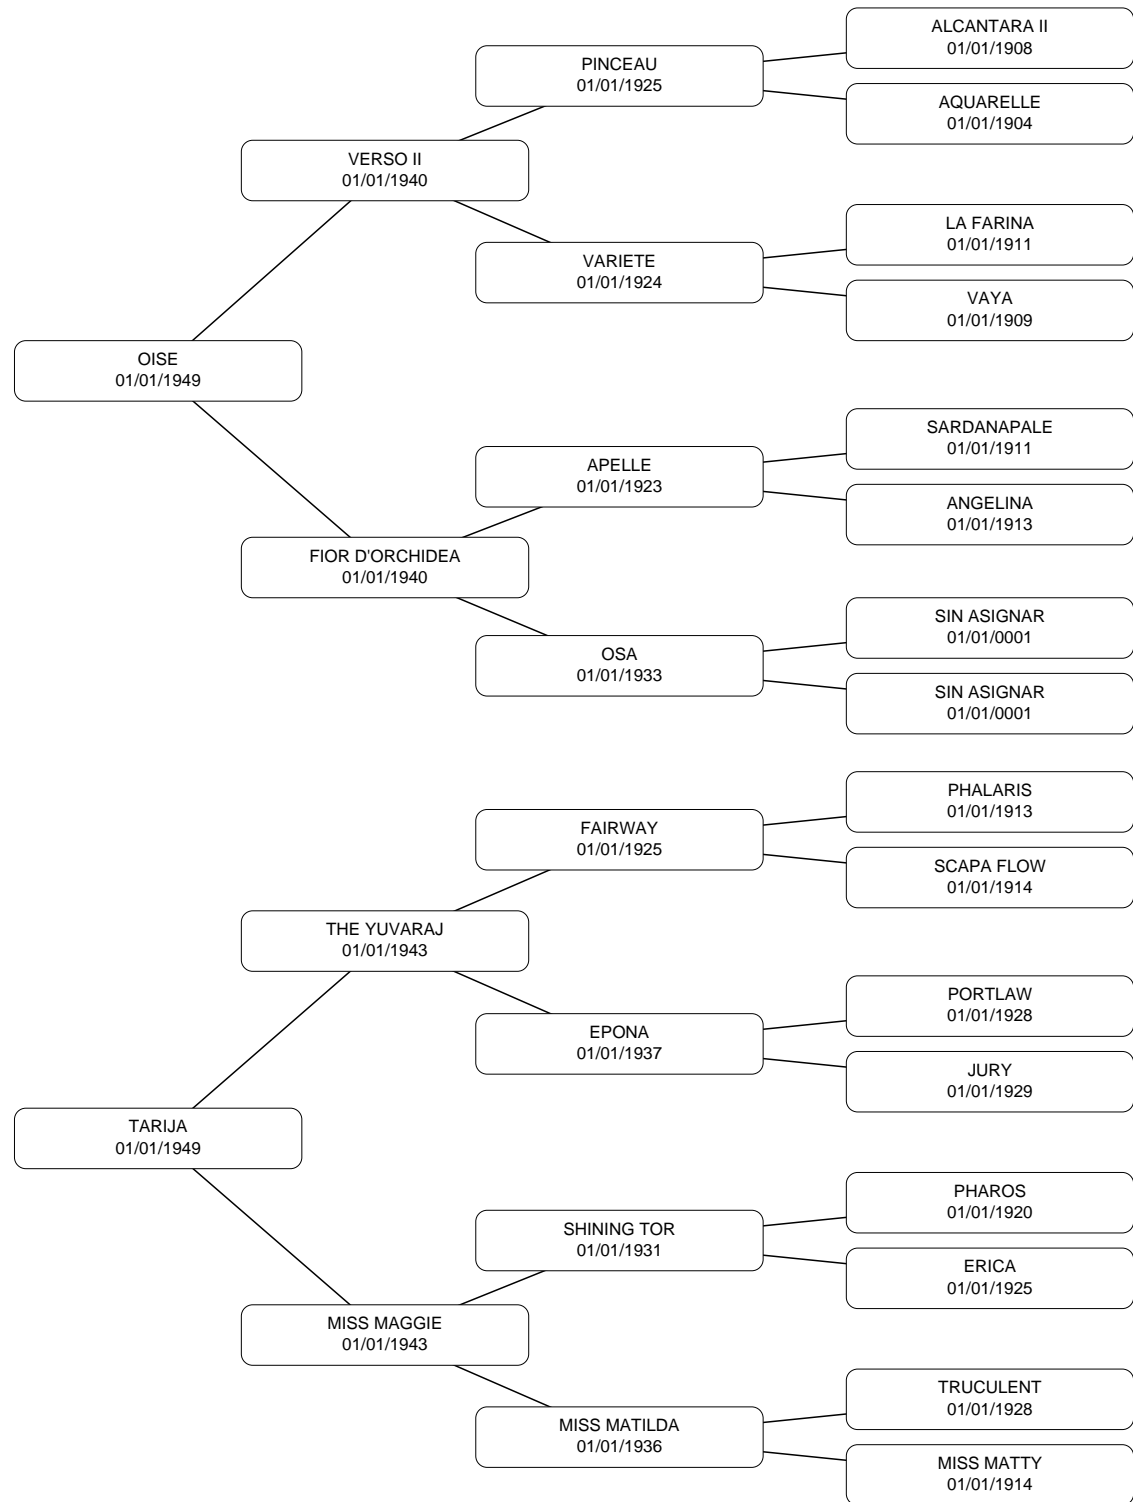 ALCANTARA II
01/01/1908
PINCEAU
01/01/1925
AQUARELLE
01/01/1904
VERSO II
01/01/1940
LA FARINA
01/01/1911
VARIETE
01/01/1924
VAYA
01/01/1909
OISE
01/01/1949
SARDANAPALE
01/01/1911
APELLE
01/01/1923
ANGELINA
01/01/1913
FIOR D'ORCHIDEA
01/01/1940
SIN ASIGNAR
01/01/0001
OSA
01/01/1933
SIN ASIGNAR
01/01/0001
PHALARIS
01/01/1913
FAIRWAY
01/01/1925
SCAPA FLOW
01/01/1914
THE YUVARAJ
01/01/1943
PORTLAW
01/01/1928
EPONA
01/01/1937
JURY
01/01/1929
TARIJA
01/01/1949
PHAROS
01/01/1920
SHINING TOR
01/01/1931
ERICA
01/01/1925
MISS MAGGIE
01/01/1943
TRUCULENT
01/01/1928
MISS MATILDA
01/01/1936
MISS MATTY
01/01/1914